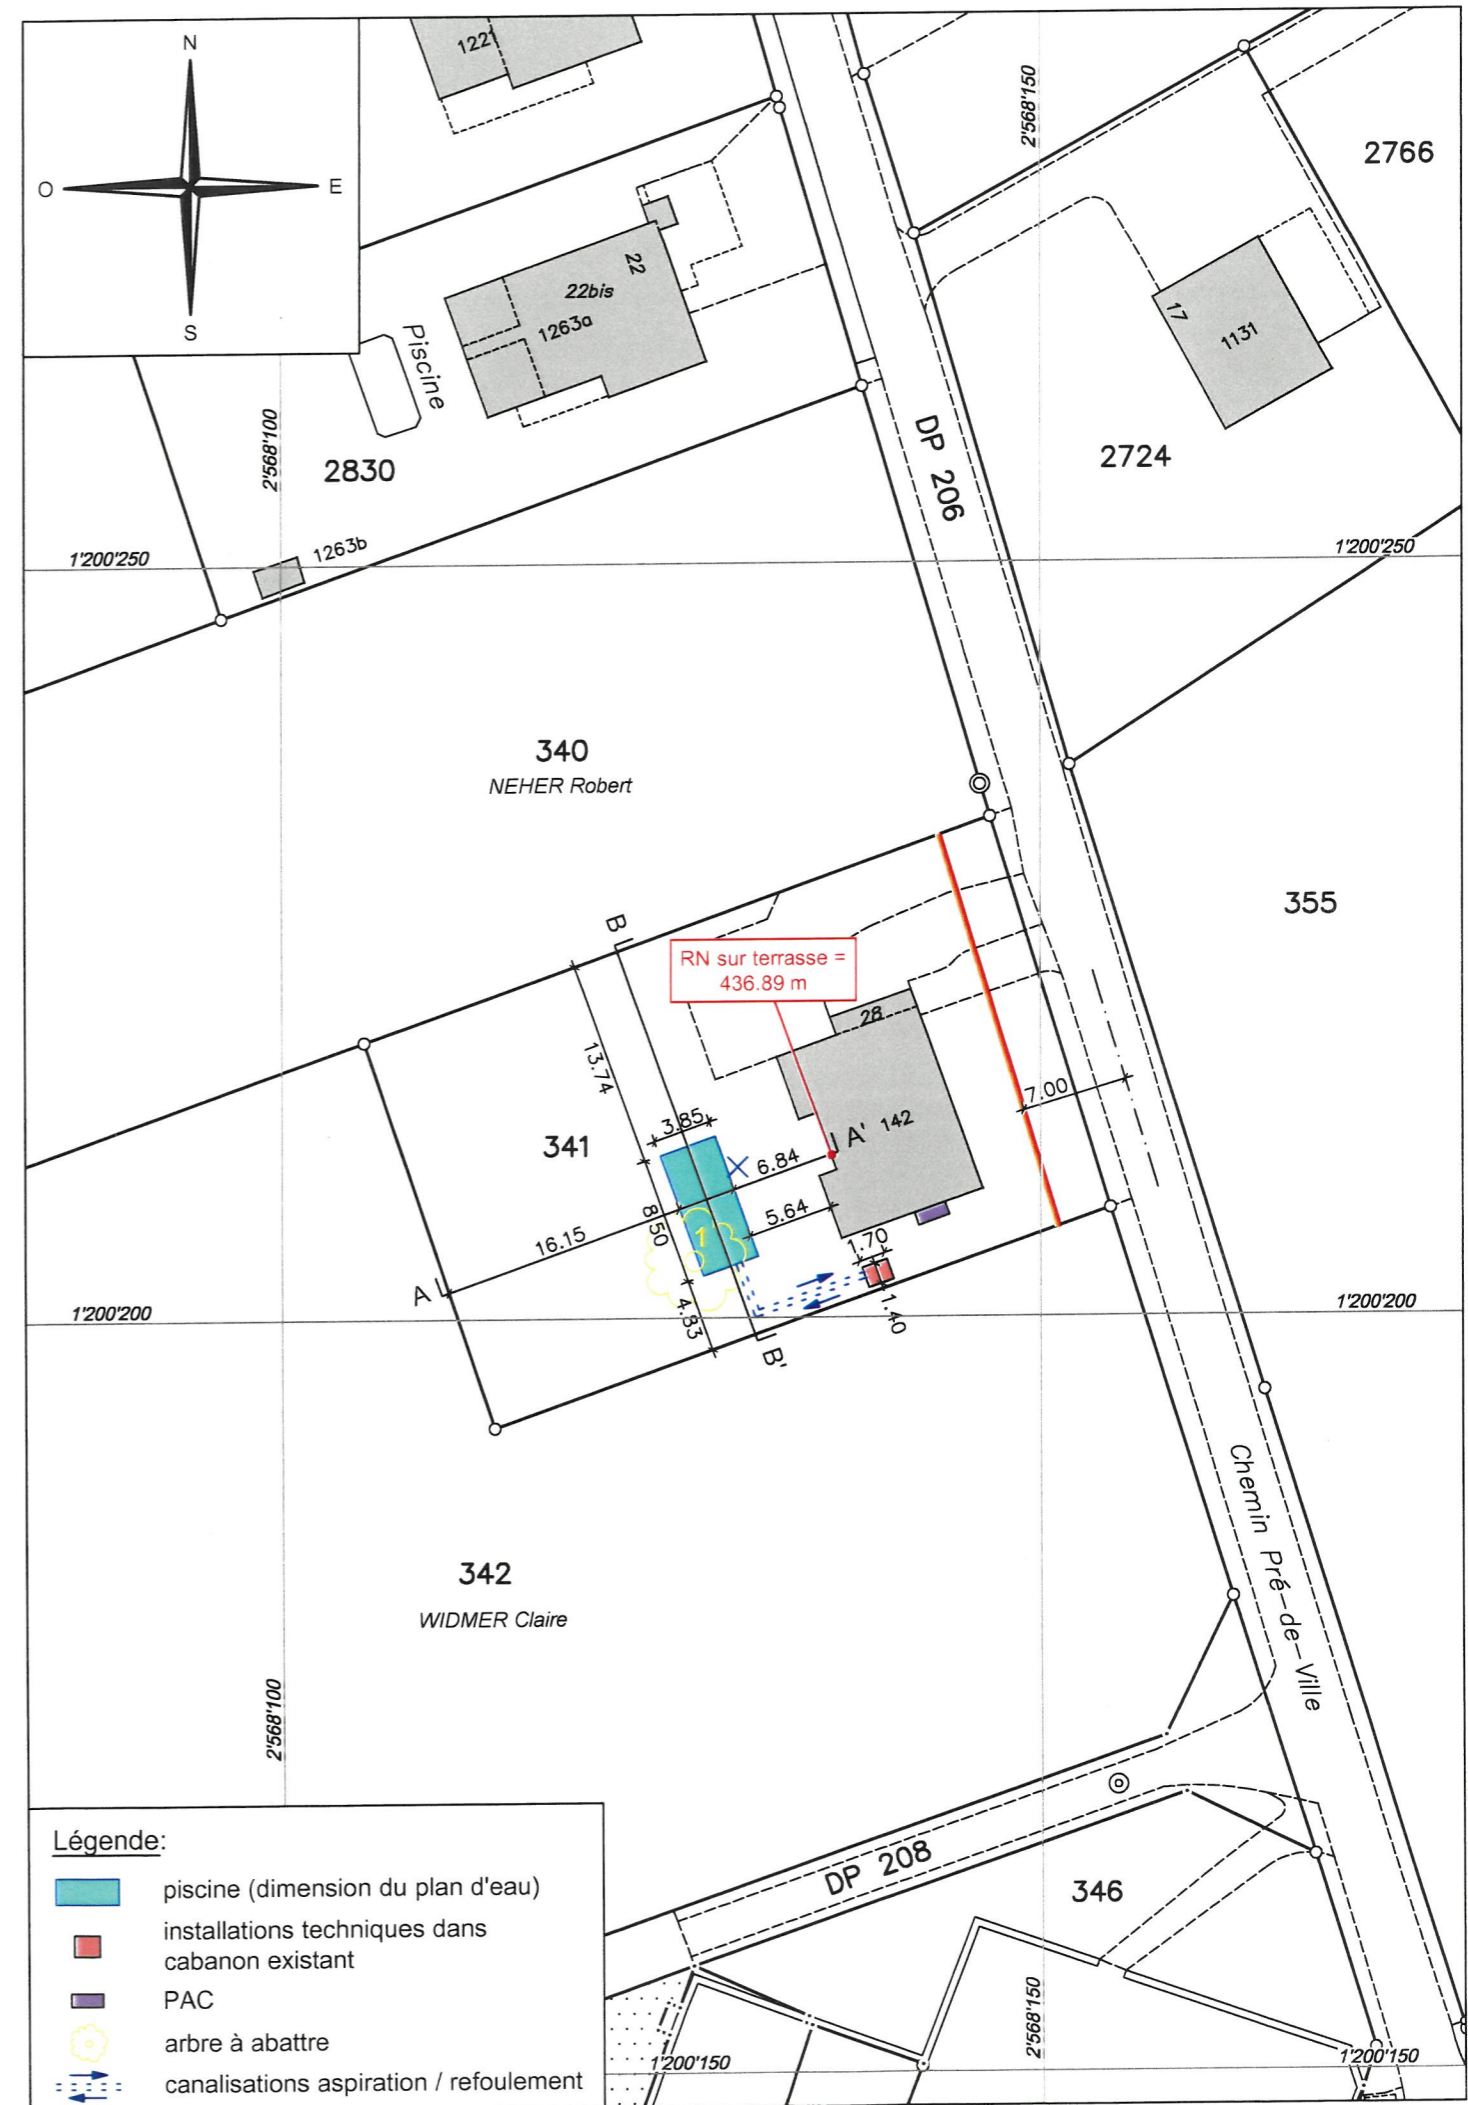 N
O
E
S
1221
2'568'150
2766
22
22bis
1263a
17
1131
Piscine
2'568'100
2830
DP 206
2724
1'200'250
1263b
1'200'250
340
NEHER Robert
355
B
RN sur terrasse =
436.89 m
28
13.74
7.00
3.85
341
A'
142
6.84
8.50
1
5.64
16.15
1.70
A
1'200'200
4.83
1.40
1'200'200
B'
Chemin Pré-de-Ville
342
WIDMER Claire
2'568'100
Légende:
piscine (dimension du plan d'eau)
installations techniques dans
cabanon existant
PAC
arbre à abattre
canalisations aspiration / refoulement
DP 208
346
2'568'150
1'200'150
1'200'150